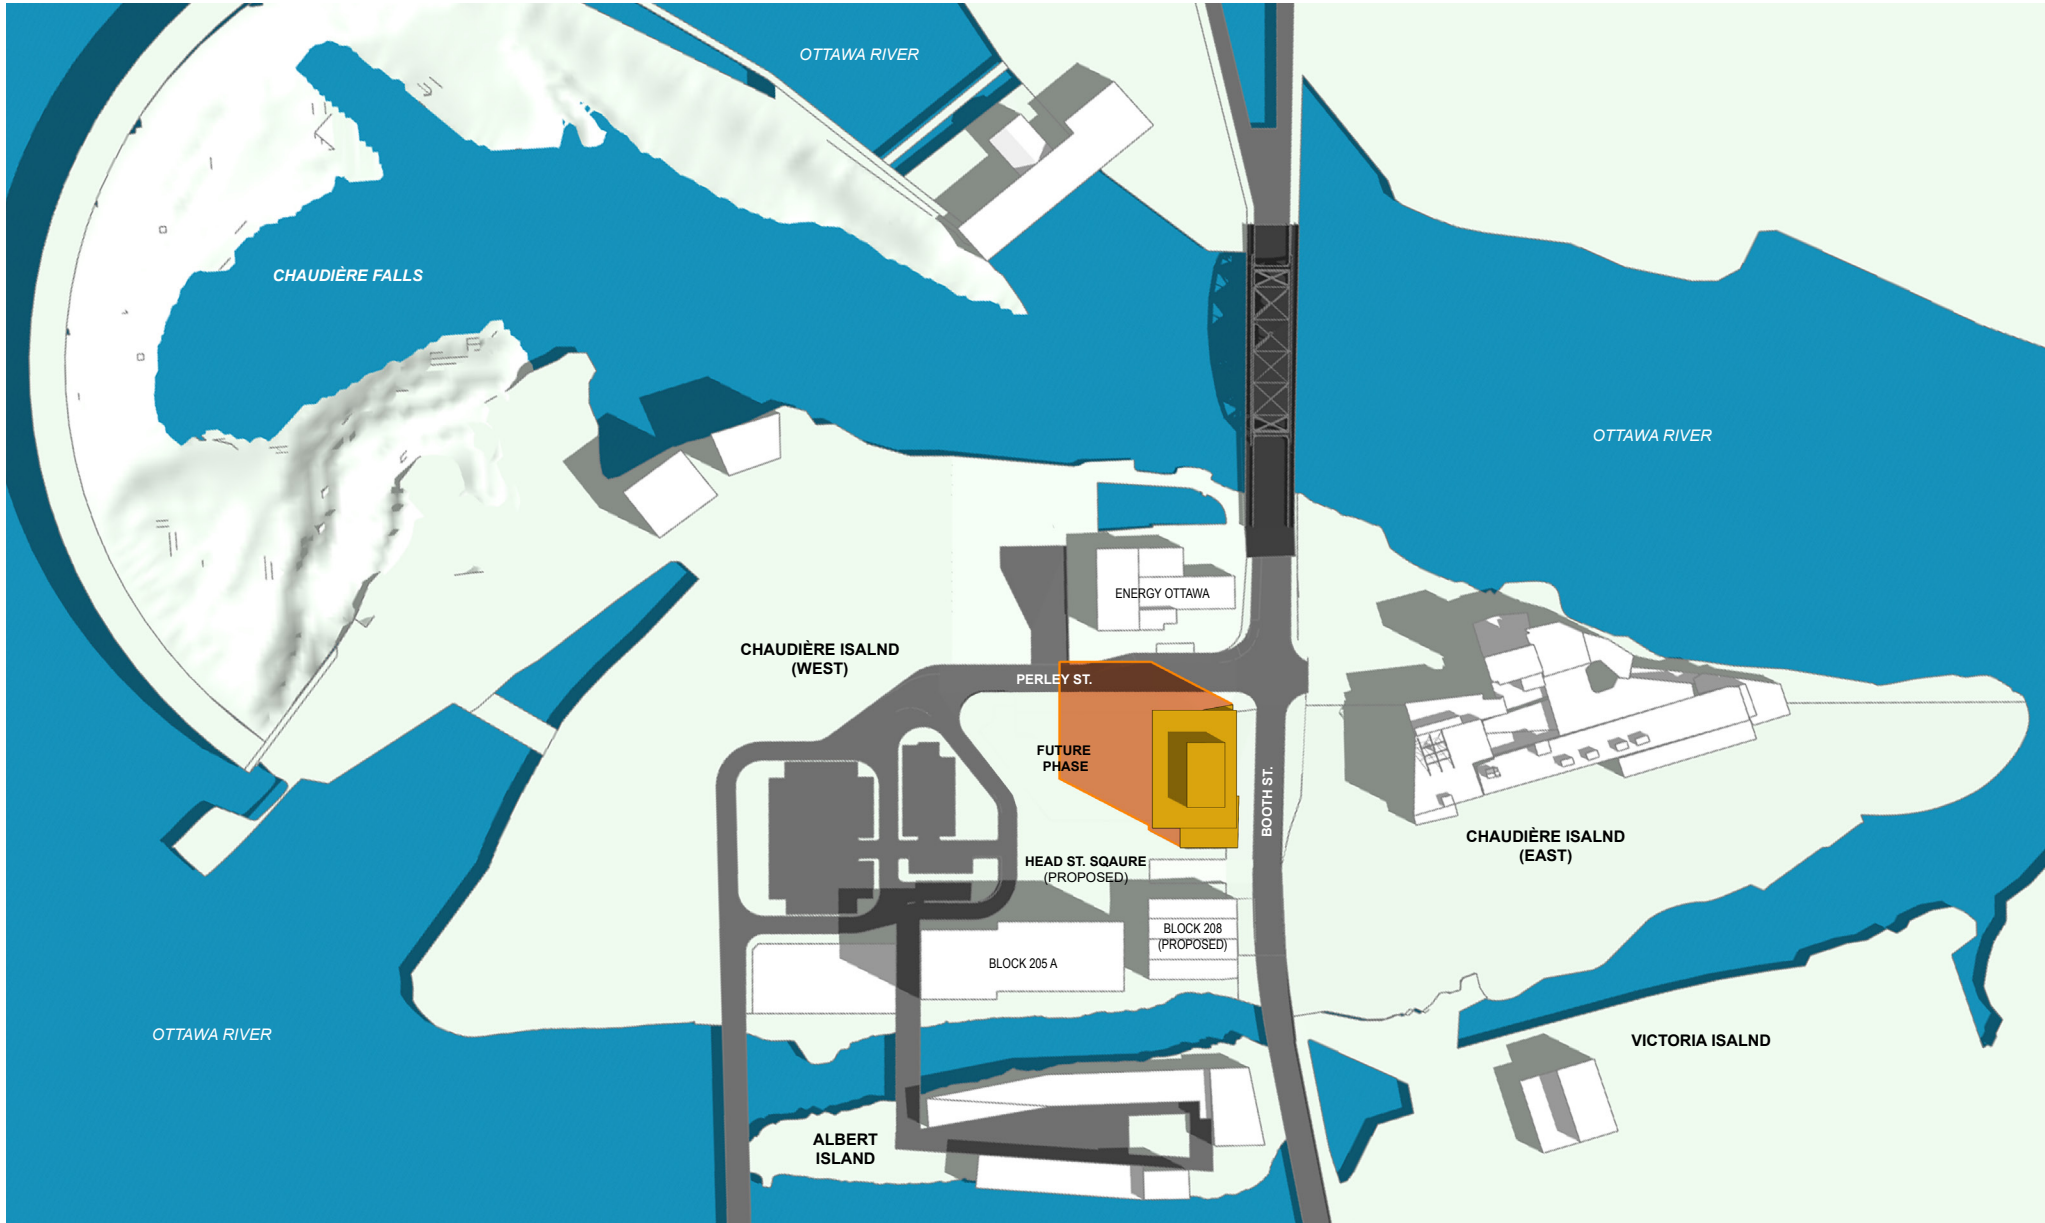 OTTAWA RIVER
CHAUDIÈRE FALLS
OTTAWA RIVER
ENERGY OTTAWA
CHAUDIÈRE ISALND
(WEST)
PERLEY ST.
FUTURE
PHASE
BOOTH ST.
CHAUDIÈRE ISALND
(EAST)
HEAD ST. SQAURE
(PROPOSED)
BLOCK 208
(PROPOSED)
BLOCK 205 A
OTTAWA RIVER
VICTORIA ISALND
ALBERT
ISLAND